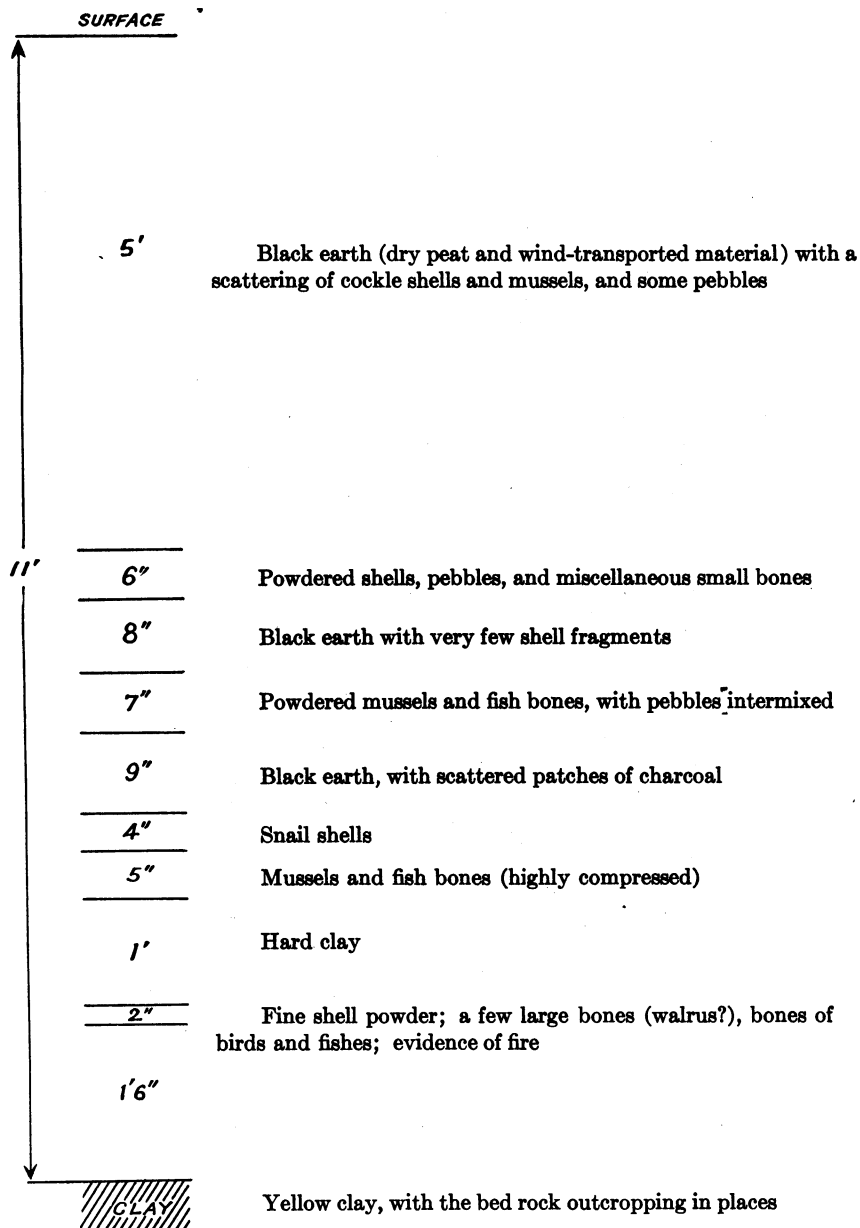 SURFACE
5' Black earth (dry peat and wind-transported material) with a
scattering of cockle shells and mussels, and some pebbles
11'
6" Powdered shells, pebbles, and miscellaneous small bones
8" Black earth with very few shell fragments
7" Powdered mussels and fish bones, with pebbles intermixed
9" Black earth, with scattered patches of charcoal
4" Snail shells
5" Mussels and fish bones (highly compressed)
1' Hard clay
2" Fine shell powder; a few large bones (walrus?), bones of
birds and fishes; evidence of fire
1'6"
CLAY Yellow clay, with the bed rock outcropping in places